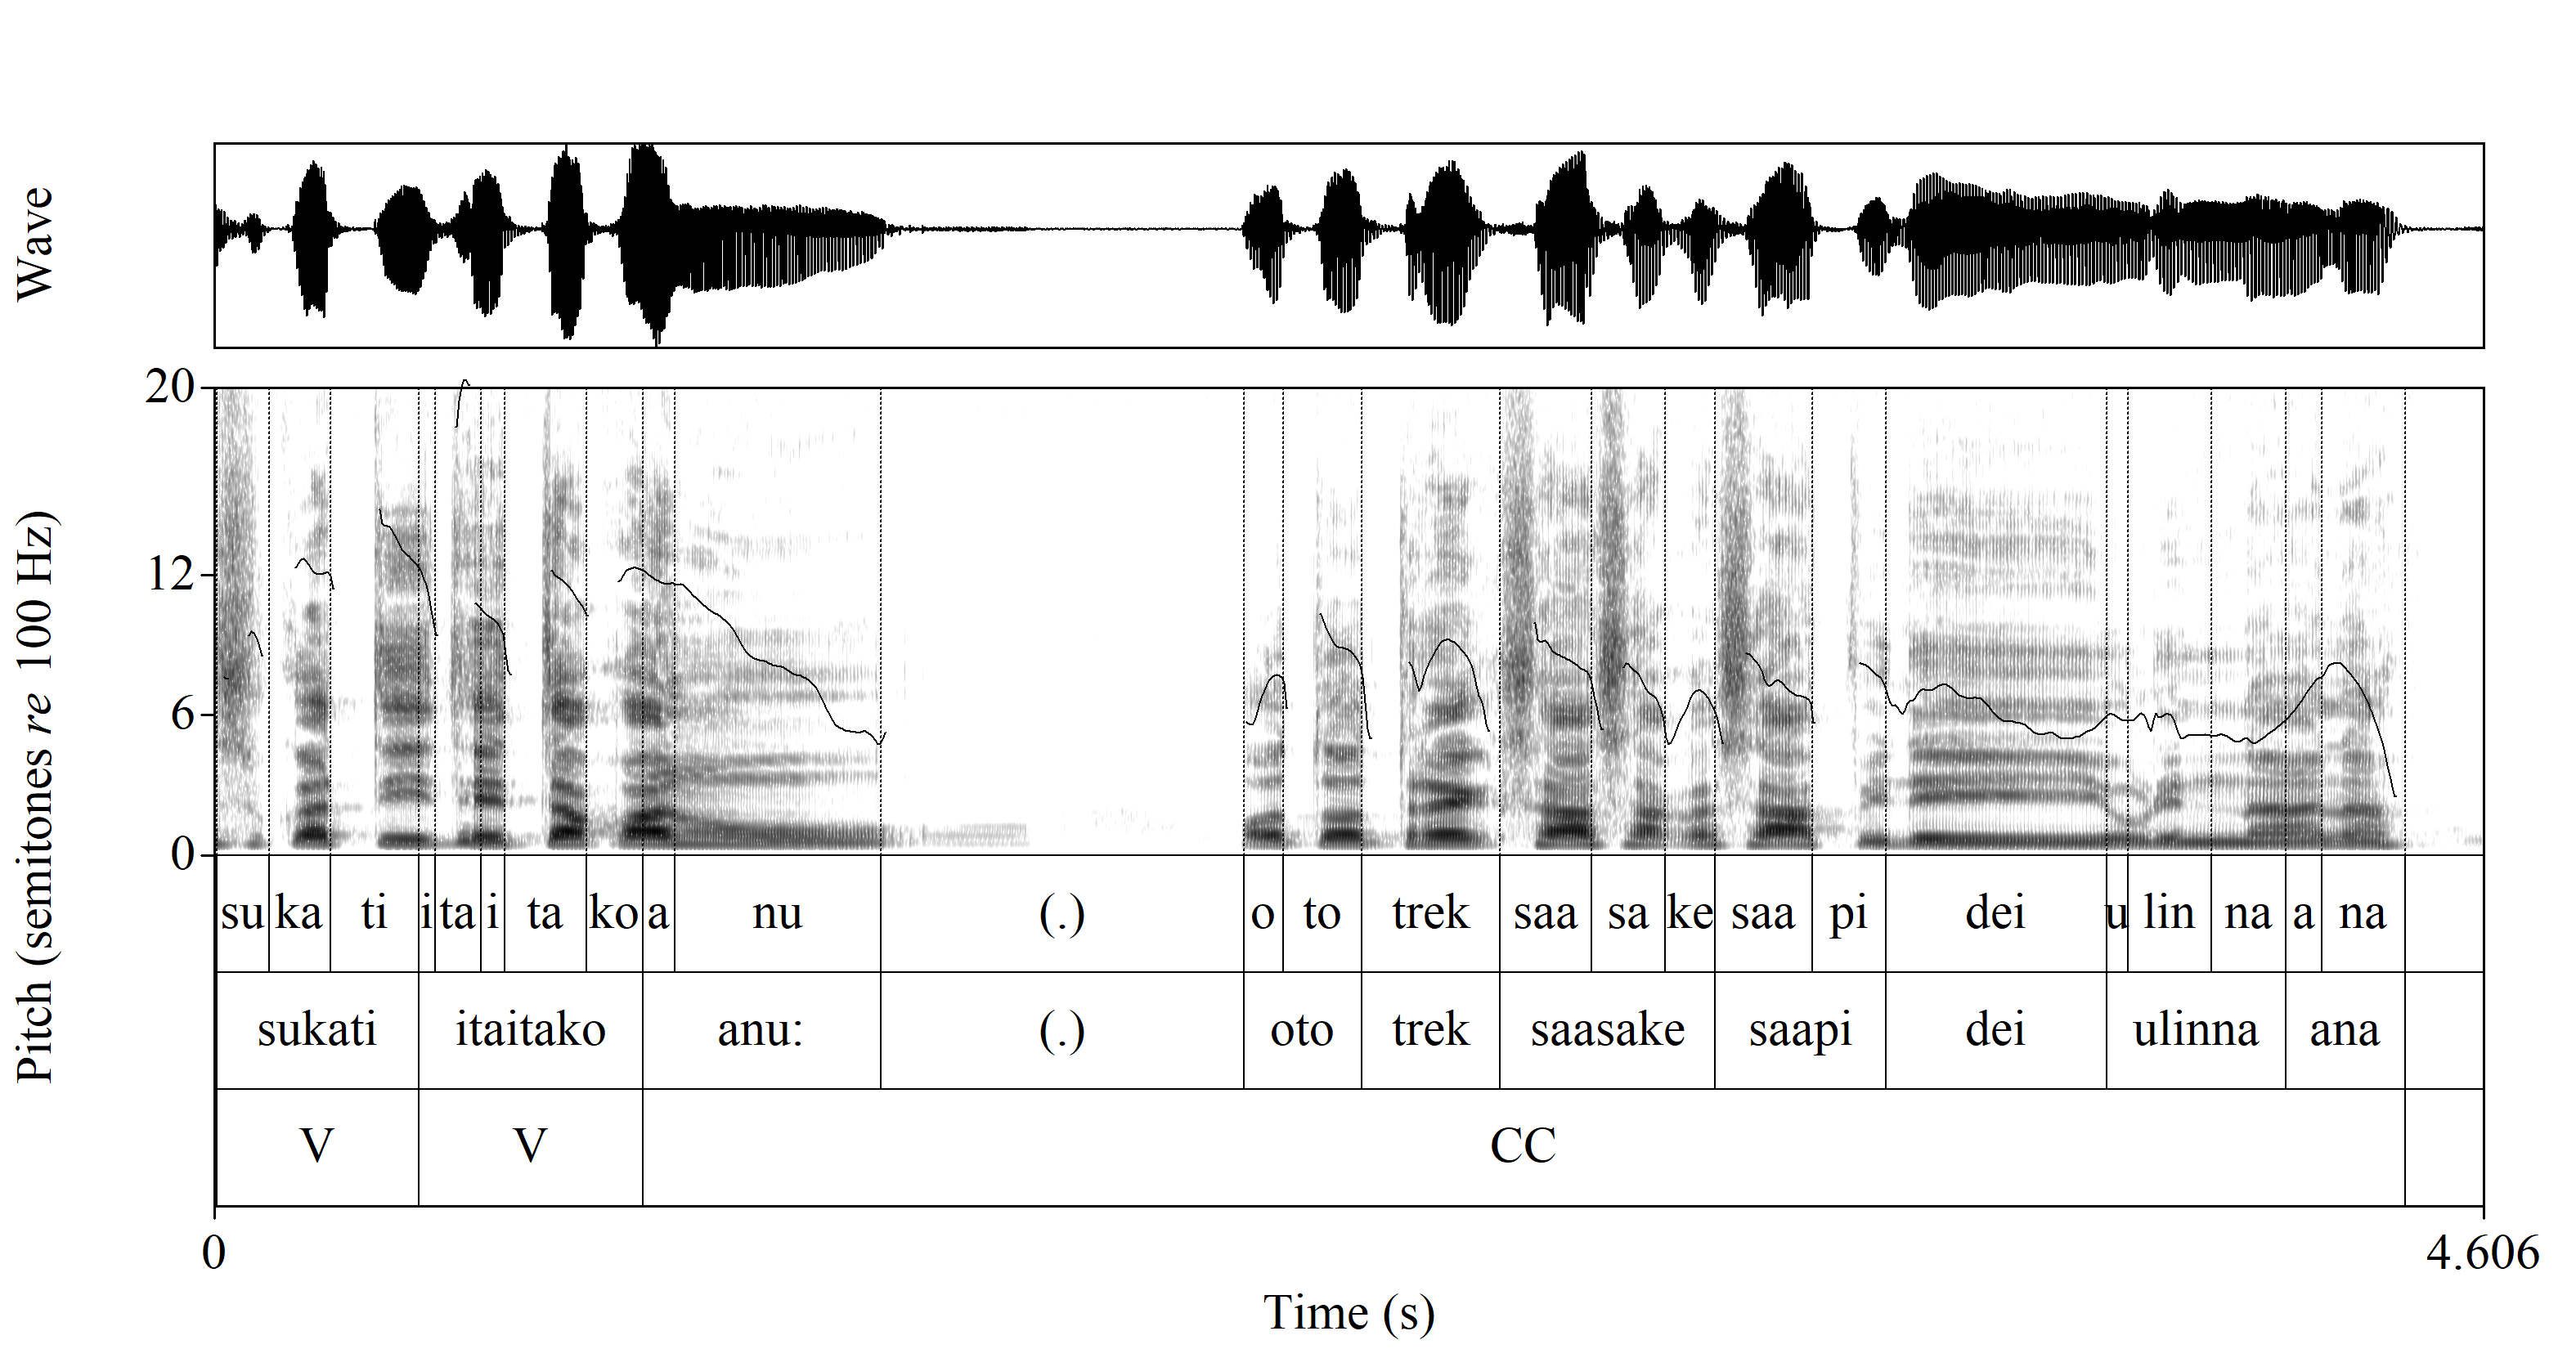 Wave
20
12
6
0
Pitch (semitones re 100 Hz)
su ka ti i ta i ta ko a nu (.) o to trek saa sa ke saa pi dei u lin na a na
sukati itaitako anu: (.) oto trek saasake saapi dei ulinna ana
V V CC
0 4.606
Time (s)